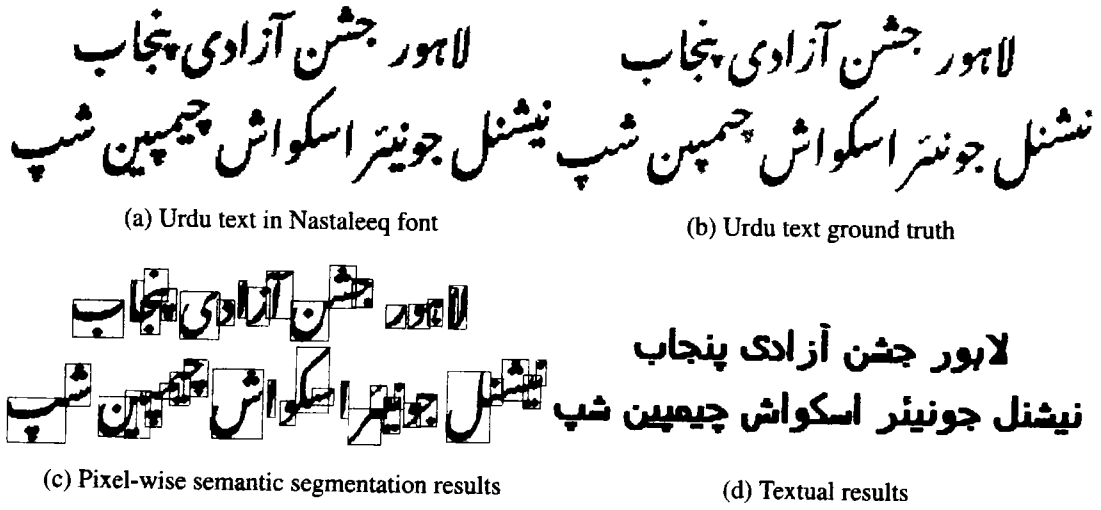 لاہور جشن آزادی پنجاب
نیشنل جونیئر اسکواش چیمپین شپ
(a) Urdu text in Nastaleeq font
لاہور جشن آزادی پنجاب
نیشنل جونیئر اسکواش چیمپین شپ
(b) Urdu text ground truth
لاہور جشن آزادی پنجاب
نیشنل جونیئر اسکواش چیمپین شپ
(c) Pixel-wise semantic segmentation results
لاہور جشن آزادی پنجاب
نیشنل جونیئر اسکواش چیمپین شپ
(d) Textual results